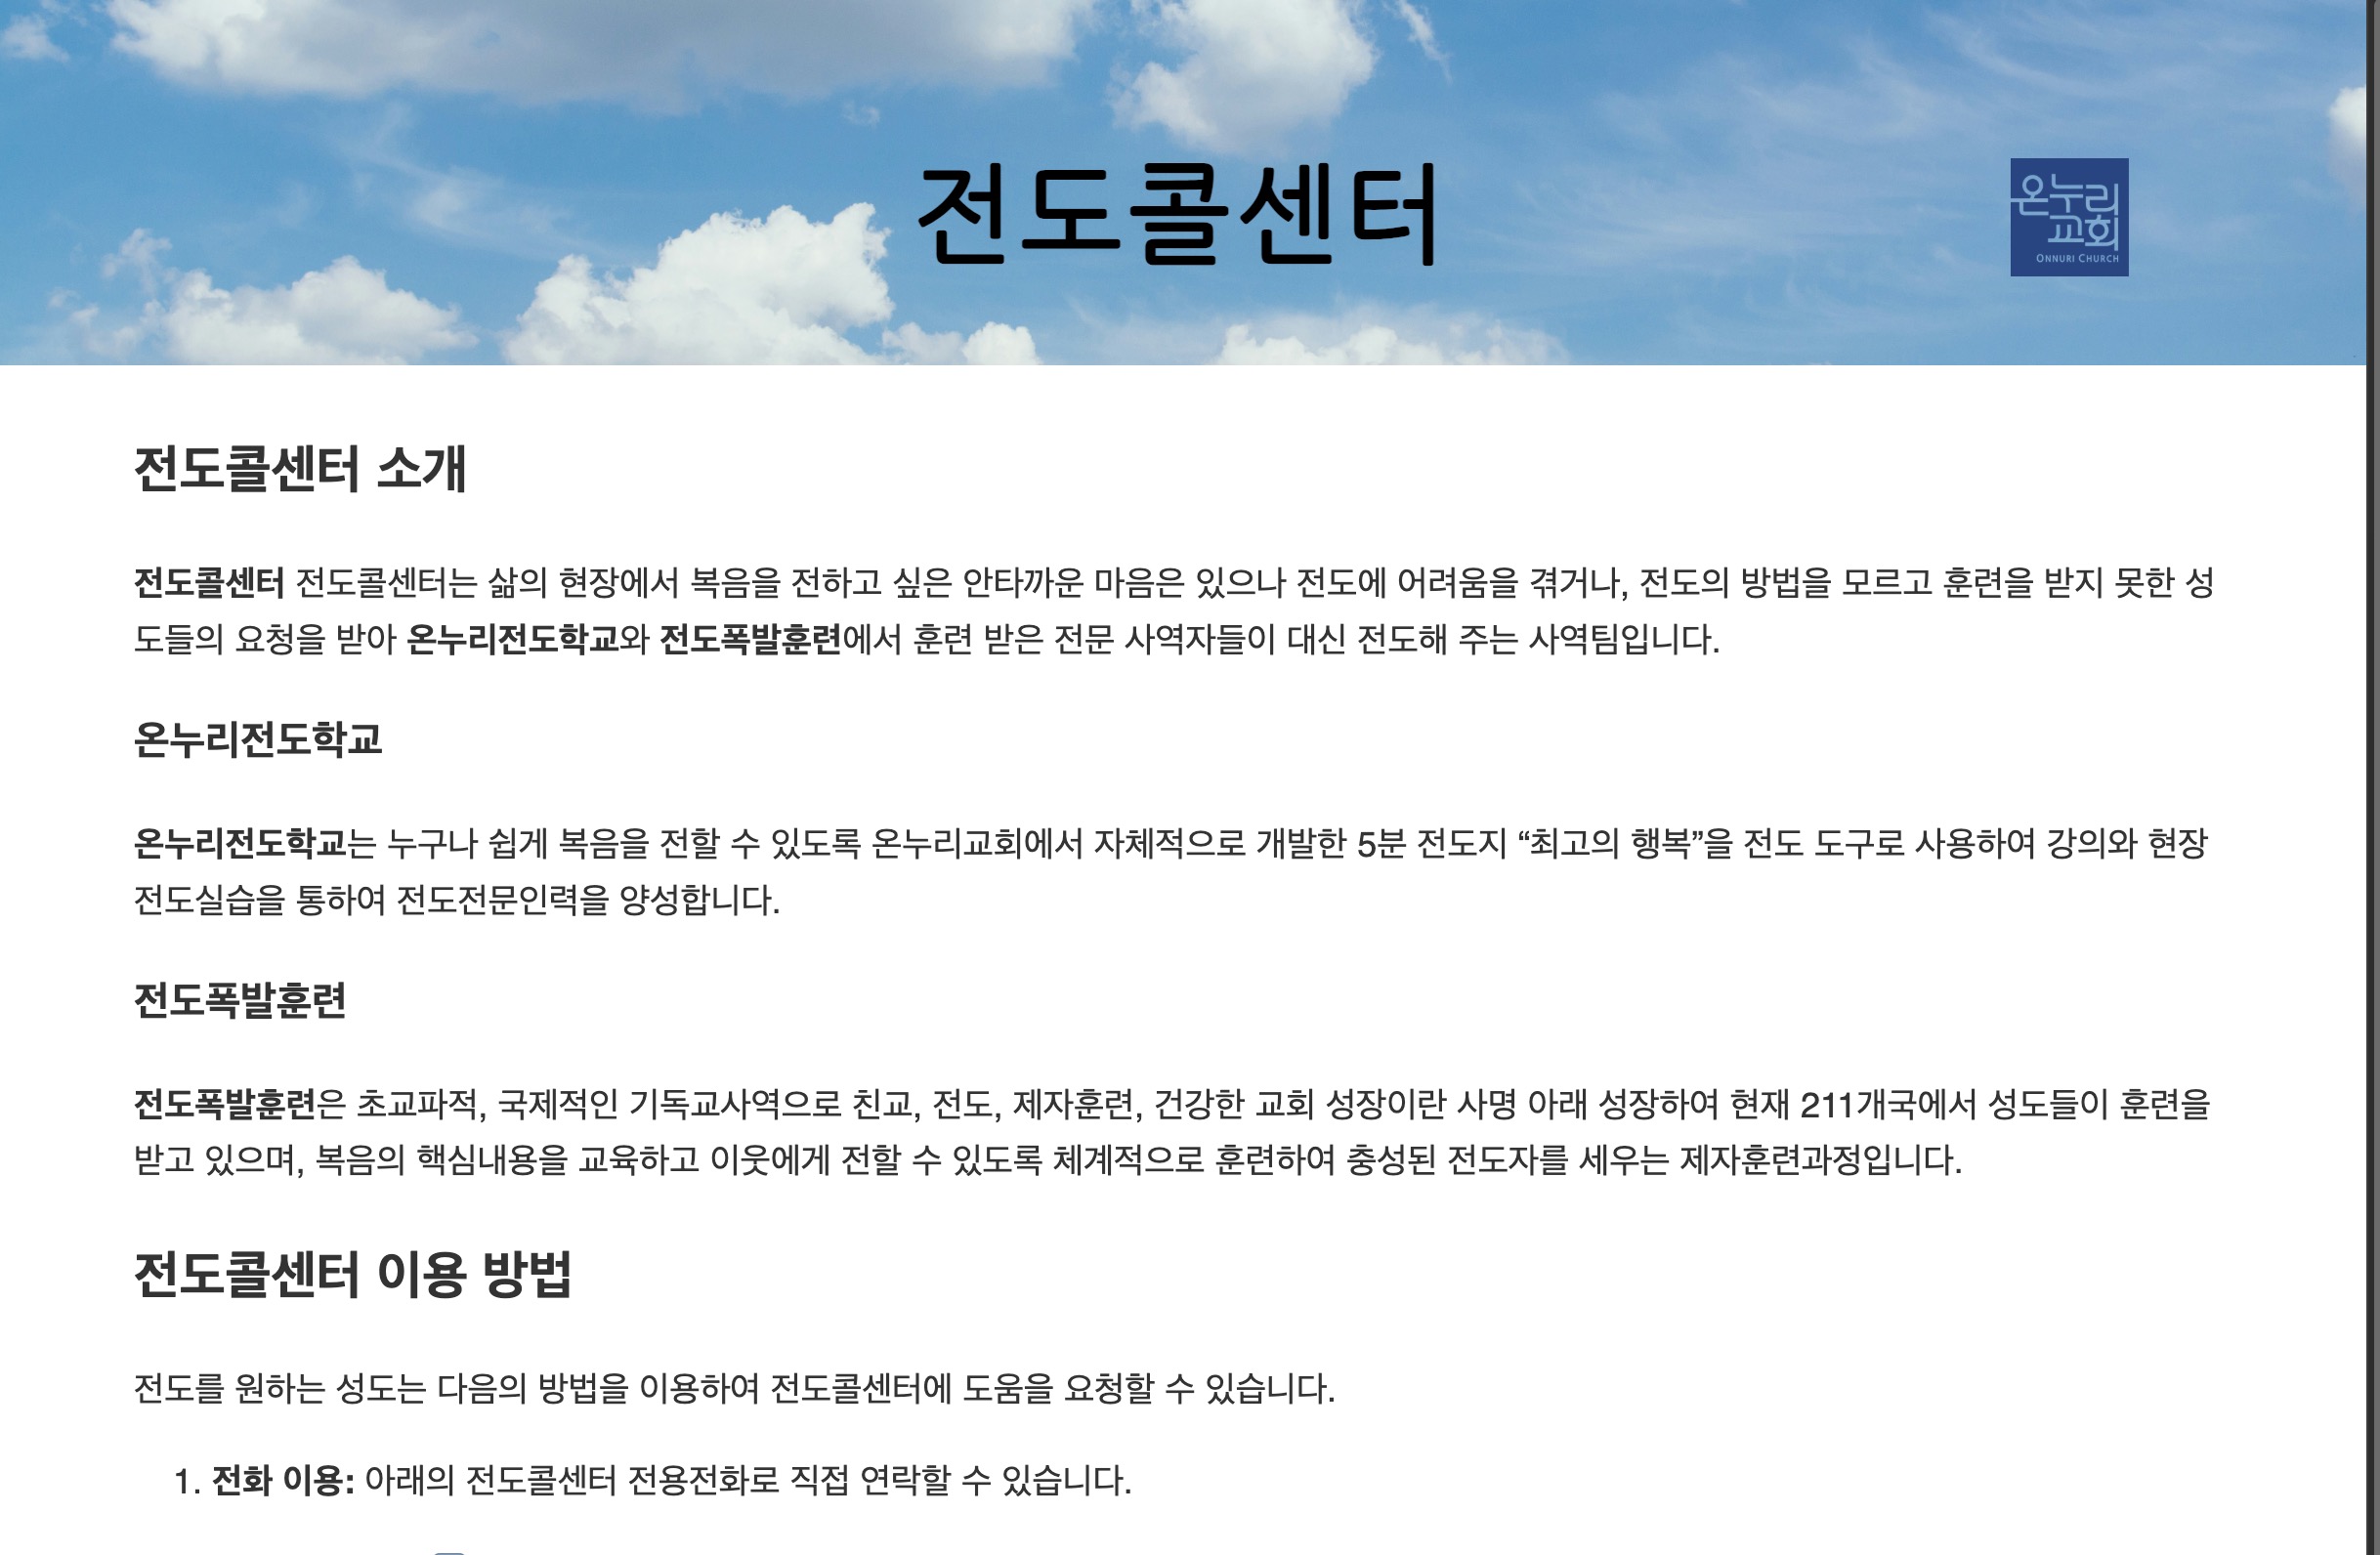 전도콜센터
온누리
교회
ONNURI CHURCH
전도콜센터 소개
전도콜센터 전도콜센터는 삶의 현장에서 복음을 전하고 싶은 안타까운 마음은 있으나 전도에 어려움을 겪거나, 전도의 방법을 모르고 훈련을 받지 못한 성
도들의 요청을 받아 온누리전도학교와 전도폭발훈련에서 훈련 받은 전문 사역자들이 대신 전도해 주는 사역팀입니다.
온누리전도학교
온누리전도학교는 누구나 쉽게 복음을 전할 수 있도록 온누리교회에서 자체적으로 개발한 5분 전도지 “최고의 행복”을 전도 도구로 사용하여 강의와 현장
전도실습을 통하여 전도전문인력을 양성합니다.
전도폭발훈련
전도폭발훈련은 초교파적, 국제적인 기독교사역으로 친교, 전도, 제자훈련, 건강한 교회 성장이란 사명 아래 성장하여 현재 211개국에서 성도들이 훈련을
받고 있으며, 복음의 핵심내용을 교육하고 이웃에게 전할 수 있도록 체계적으로 훈련하여 충성된 전도자를 세우는 제자훈련과정입니다.
전도콜센터 이용 방법
전도를 원하는 성도는 다음의 방법을 이용하여 전도콜센터에 도움을 요청할 수 있습니다.
1. 전화 이용: 아래의 전도콜센터 전용전화로 직접 연락할 수 있습니다.